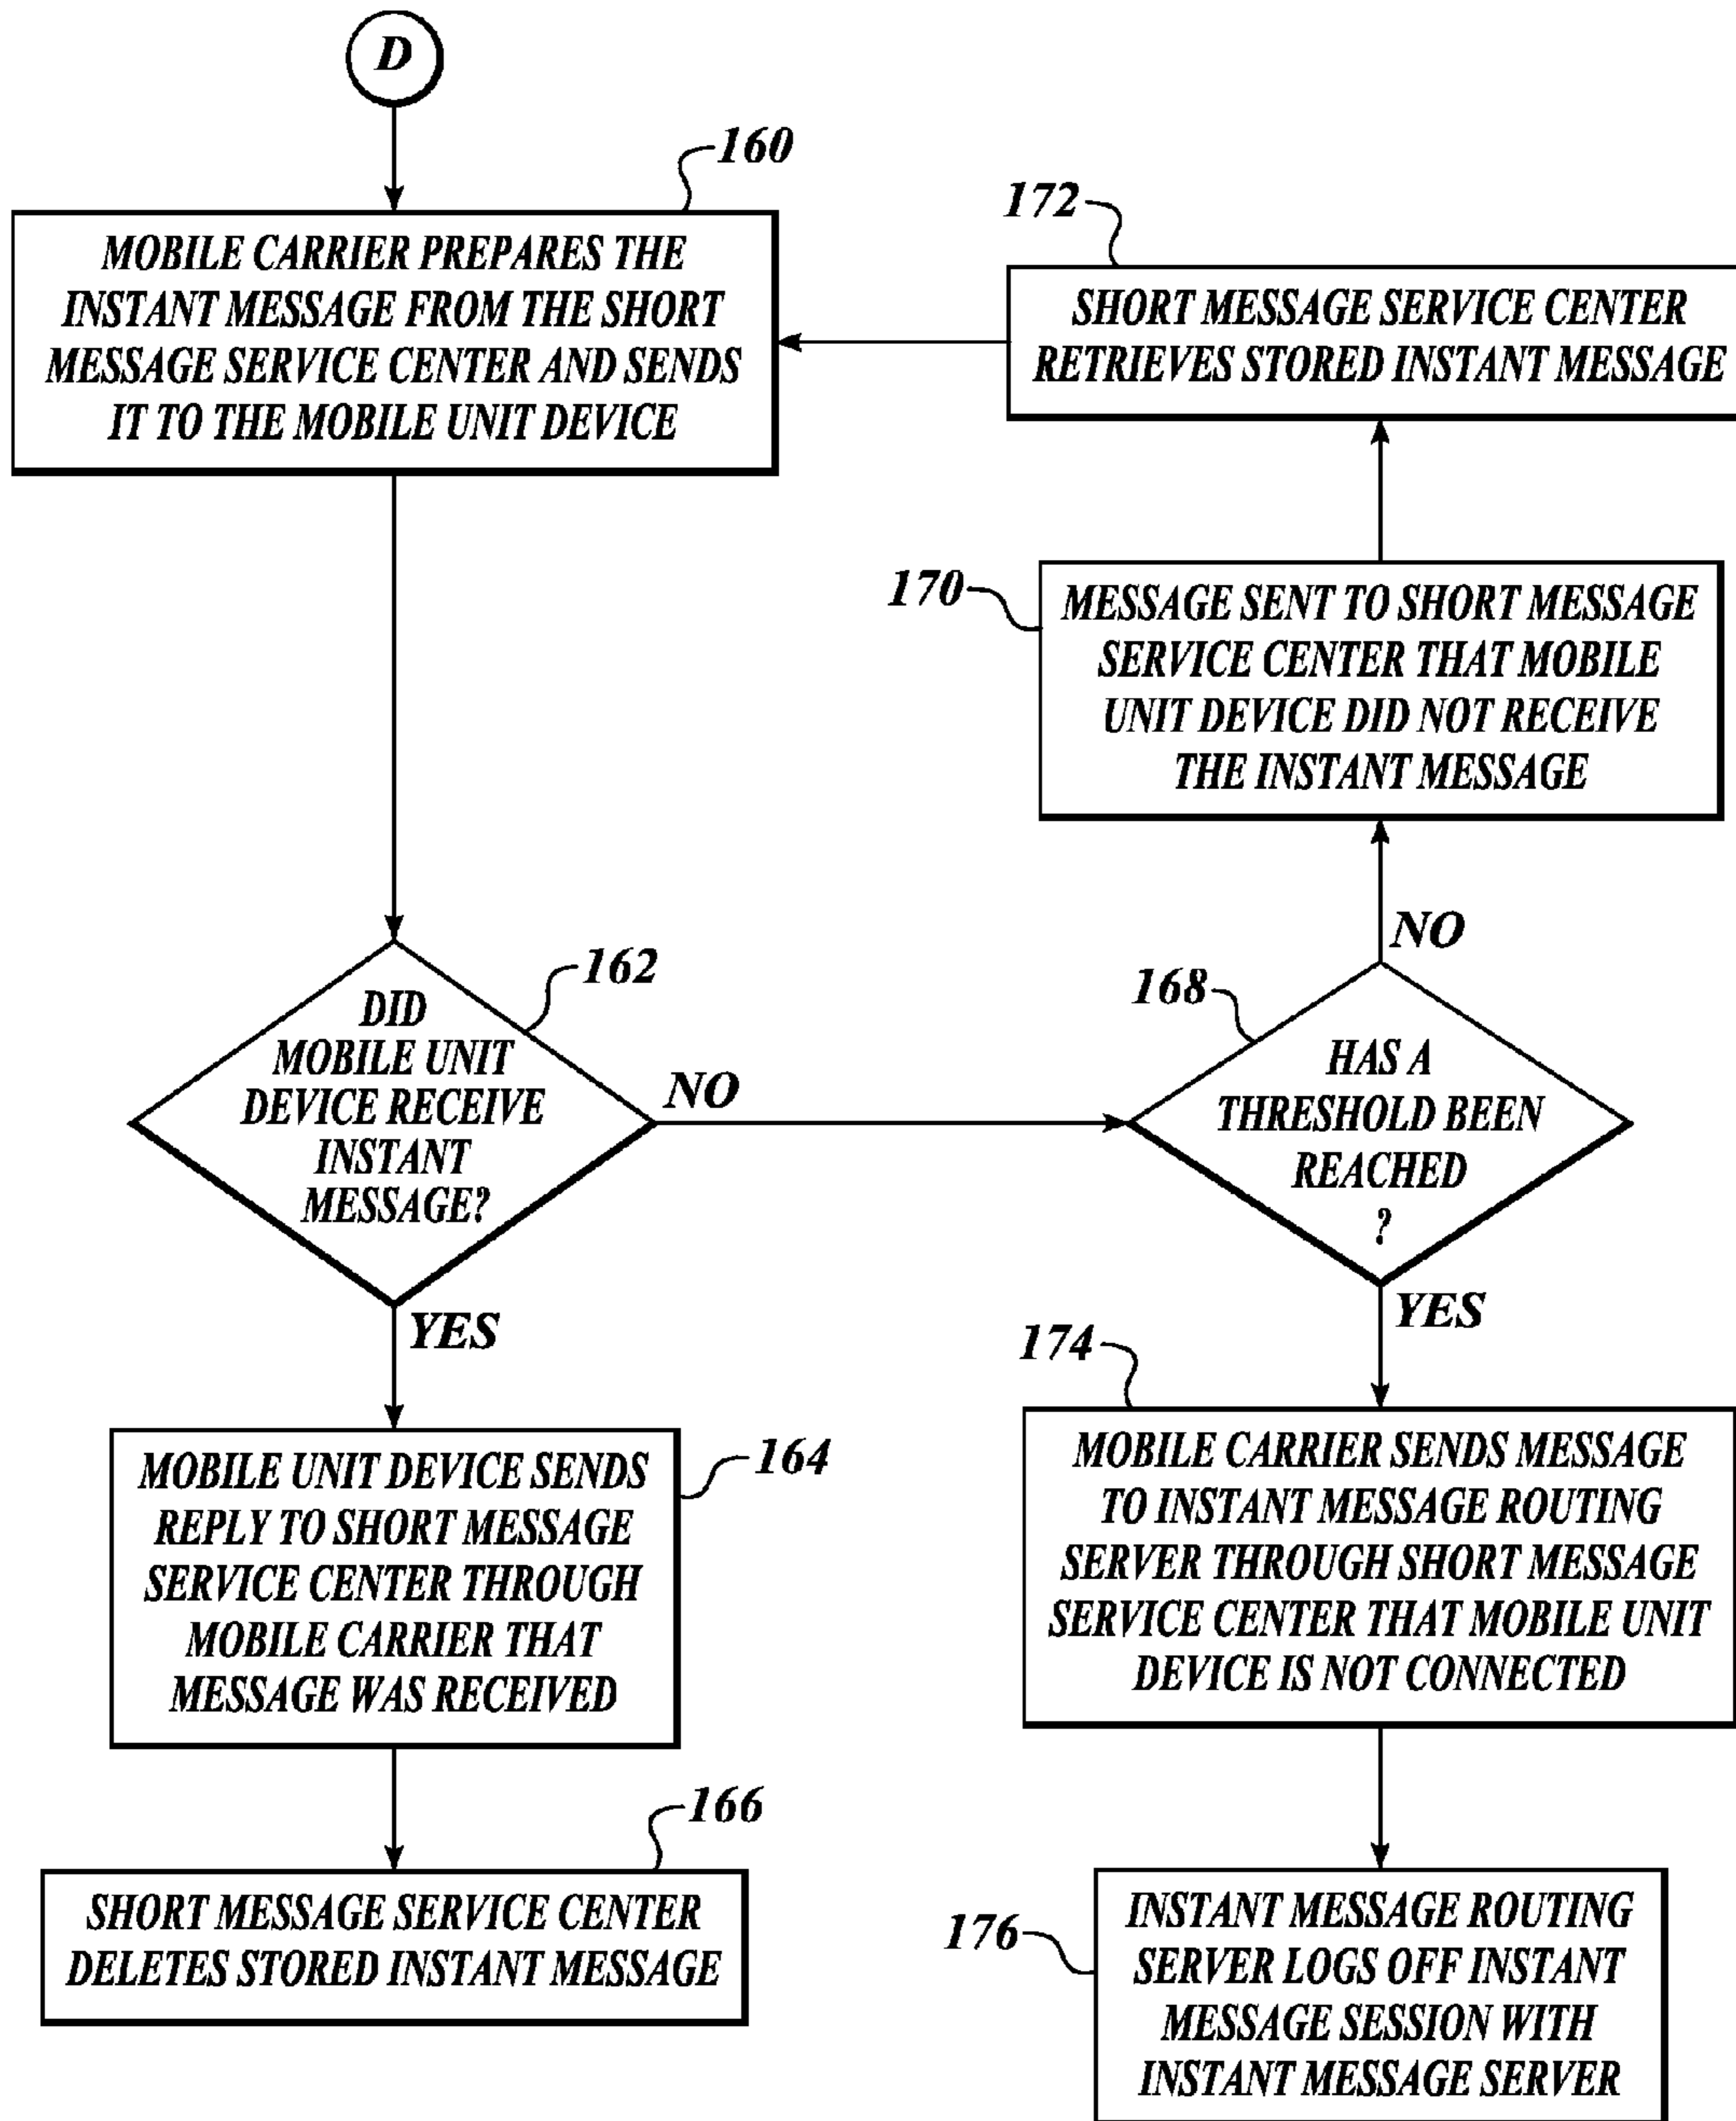 D
160
MOBILE CARRIER PREPARES THE
INSTANT MESSAGE FROM THE SHORT
MESSAGE SERVICE CENTER AND SENDS
IT TO THE MOBILE UNIT DEVICE
172
SHORT MESSAGE SERVICE CENTER
RETRIEVES STORED INSTANT MESSAGE
170
MESSAGE SENT TO SHORT MESSAGE
SERVICE CENTER THAT MOBILE
UNIT DEVICE DID NOT RECEIVE
THE INSTANT MESSAGE
162
DID
MOBILE UNIT
DEVICE RECEIVE
INSTANT
MESSAGE?
NO
YES
168
NO
HAS A
THRESHOLD BEEN
REACHED
?
YES
164
MOBILE UNIT DEVICE SENDS
REPLY TO SHORT MESSAGE
SERVICE CENTER THROUGH
MOBILE CARRIER THAT
MESSAGE WAS RECEIVED
174
MOBILE CARRIER SENDS MESSAGE
TO INSTANT MESSAGE ROUTING
SERVER THROUGH SHORT MESSAGE
SERVICE CENTER THAT MOBILE UNIT
DEVICE IS NOT CONNECTED
166
SHORT MESSAGE SERVICE CENTER
DELETES STORED INSTANT MESSAGE
176
INSTANT MESSAGE ROUTING
SERVER LOGS OFF INSTANT
MESSAGE SESSION WITH
INSTANT MESSAGE SERVER